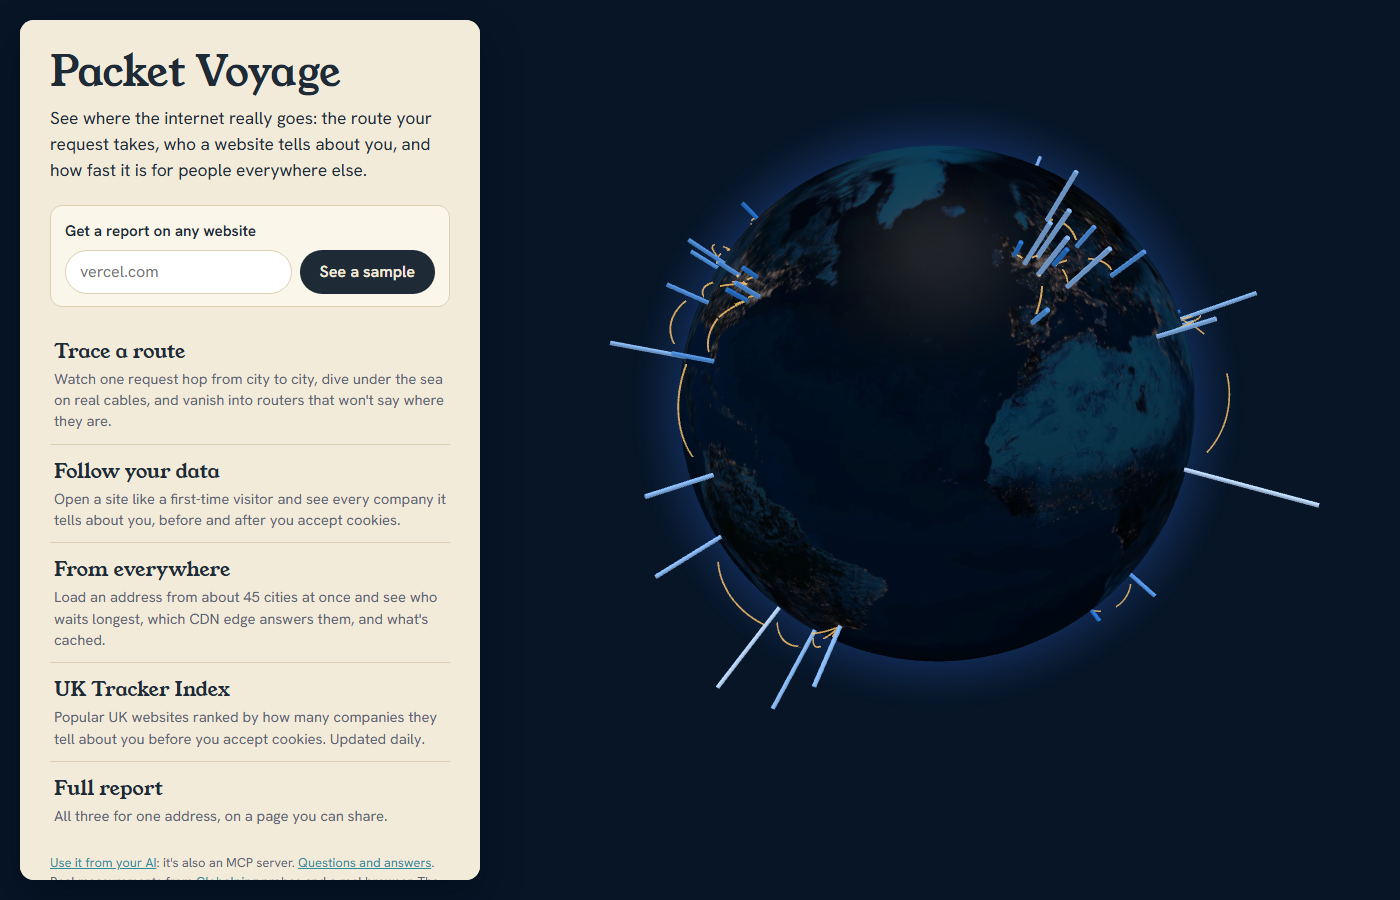 Packet Voyage
See where the internet really goes: the route your
request takes, who a website tells about you, and
how fast it is for people everywhere else.
Get a report on any website
vercel.com
See a sample
Trace a route
Watch one request hop from city to city, dive under the sea
on real cables, and vanish into routers that won't say where
they are.
Follow your data
Open a site like a first-time visitor and see every company it
tells about you, before and after you accept cookies.
From everywhere
Load an address from about 45 cities at once and see who
waits longest, which CDN edge answers them, and what's
cached.
UK Tracker Index
Popular UK websites ranked by how many companies they
tell about you before you accept cookies. Updated daily.
Full report
All three for one address, on a page you can share.
Use it from your AI: it's also an MCP server. Questions and answers.